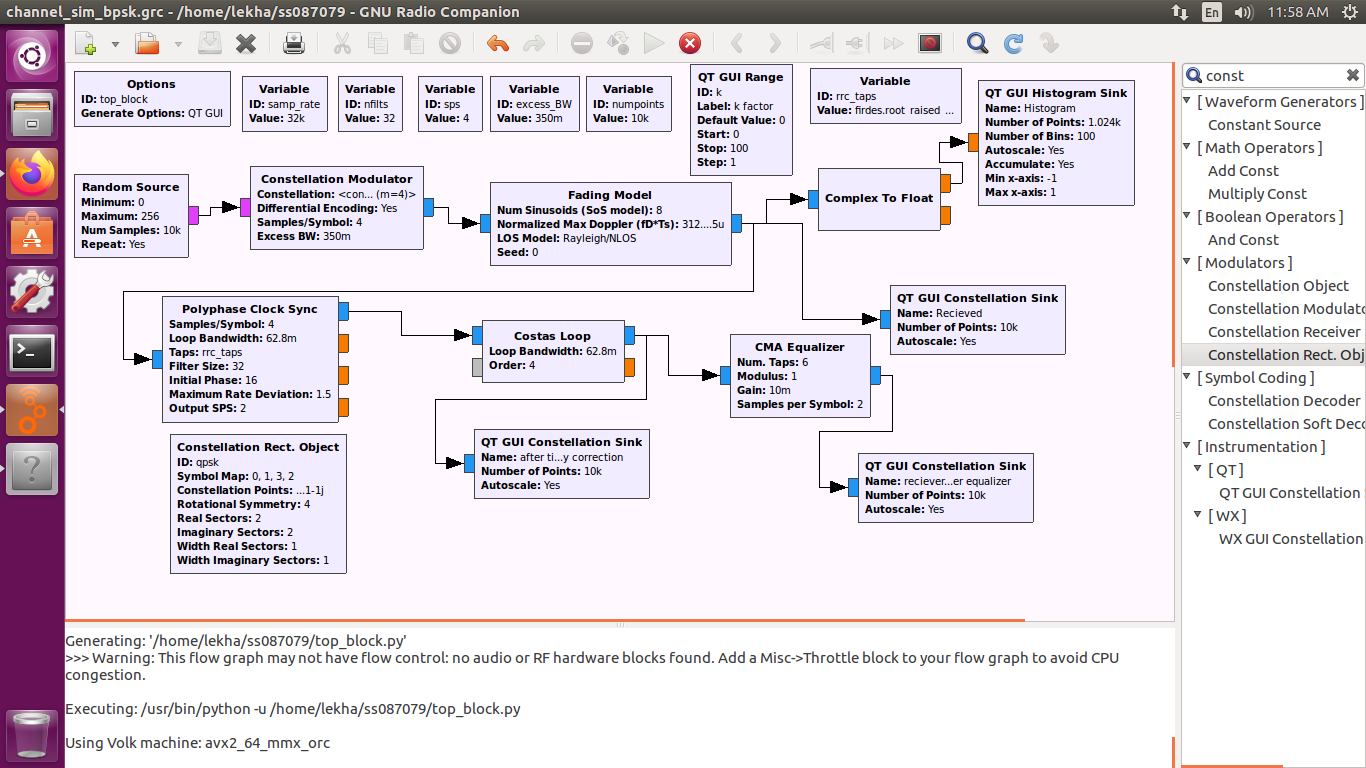 channel_sim_bpsk.grc - /home/lekha/ss087079 - GNU Radio Companion
En
11:58 AM
Options
ID: top_block
Generate Options: QT GUI
Variable
ID: samp_rate
Value: 32k
Variable
ID: nfilts
Value: 32
Variable
ID: sps
Value: 4
Variable
ID: excess_BW
Value: 350m
Variable
ID: numpoints
Value: 10k
QT GUI Range
ID: k
Label: k factor
Default Value: 0
Start: 0
Stop: 100
Step: 1
Variable
ID: rrc_taps
Value: firdes.root_raised_...
QT GUI Histogram Sink
Name: Histogram
Number of Points: 1.024k
Number of Bins: 100
Autoscale: Yes
Accumulate: Yes
Min x-axis: -1
Max x-axis: 1
Random Source
Minimum: 0
Maximum: 256
Num Samples: 10k
Repeat: Yes
Constellation Modulator
Constellation: <con... (m=4)>
Differential Encoding: Yes
Samples/Symbol: 4
Excess BW: 350m
Fading Model
Num Sinusoids (SoS model): 8
Normalized Max Doppler (fD*Ts): 312....5u
LOS Model: Rayleigh/NLOS
Seed: 0
Complex To Float
QT GUI Constellation Sink
Name: Recieved
Number of Points: 10k
Autoscale: Yes
Polyphase Clock Sync
Samples/Symbol: 4
Loop Bandwidth: 62.8m
Taps: rrc_taps
Filter Size: 32
Initial Phase: 16
Maximum Rate Deviation: 1.5
Output SPS: 2
Costas Loop
Loop Bandwidth: 62.8m
Order: 4
CMA Equalizer
Num. Taps: 6
Modulus: 1
Gain: 10m
Samples per Symbol: 2
Constellation Rect. Object
ID: qpsk
Symbol Map: 0, 1, 3, 2
Constellation Points: ...1-1j
Rotational Symmetry: 4
Real Sectors: 2
Imaginary Sectors: 2
Width Real Sectors: 1
Width Imaginary Sectors: 1
QT GUI Constellation Sink
Name: after ti...y correction
Number of Points: 10k
Autoscale: Yes
QT GUI Constellation Sink
Name: reciever...er equalizer
Number of Points: 10k
Autoscale: Yes
const
[ Waveform Generators ]
Constant Source
[ Math Operators ]
Add Const
Multiply Const
[ Boolean Operators ]
And Const
[ Modulators ]
Constellation Object
Constellation Modulato
Constellation Receiver
Constellation Rect. Obj
[ Symbol Coding ]
Constellation Decoder
Constellation Soft Deco
[ Instrumentation ]
[ QT ]
QT GUI Constellation
[ WX ]
WX GUI Constellation
Generating: '/home/lekha/ss087079/top_block.py'
>>> Warning: This flow graph may not have flow control: no audio or RF hardware blocks found. Add a Misc->Throttle block to your flow graph to avoid CPU
congestion.
Executing: /usr/bin/python -u /home/lekha/ss087079/top_block.py
Using Volk machine: avx2_64_mmx_orc